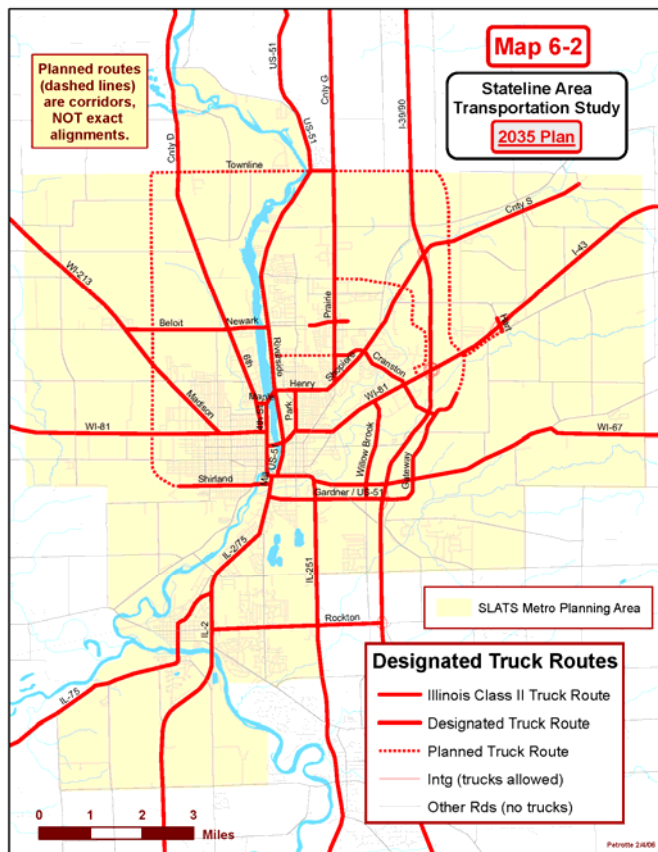 Map 6-2
Planned routes
(dashed lines)
are corridors,
NOT exact
alignments.
Stateline Area
Transportation Study
2035 Plan
US-51
Cnty G
I-39/90
Cnty D
US-51
Townline
Cnty S
I-43
WI-213
Hart
Prairie
Beloit
Newark
Riverside
6th
Shopiere
Cranston
Henry
WI-81
Madison
Park
WI-81
WI-67
US-51
Willow Brook
Gateway
Shirland
Gardner / US-51
IL-2/75
IL-251
Rockton
IL-2
IL-75
SLATS Metro Planning Area
Designated Truck Routes
Illinois Class II Truck Route
Designated Truck Route
Planned Truck Route
Intg (trucks allowed)
Other Rds (no trucks)
0 1 2 3
Miles
Petrotte 2/4/06